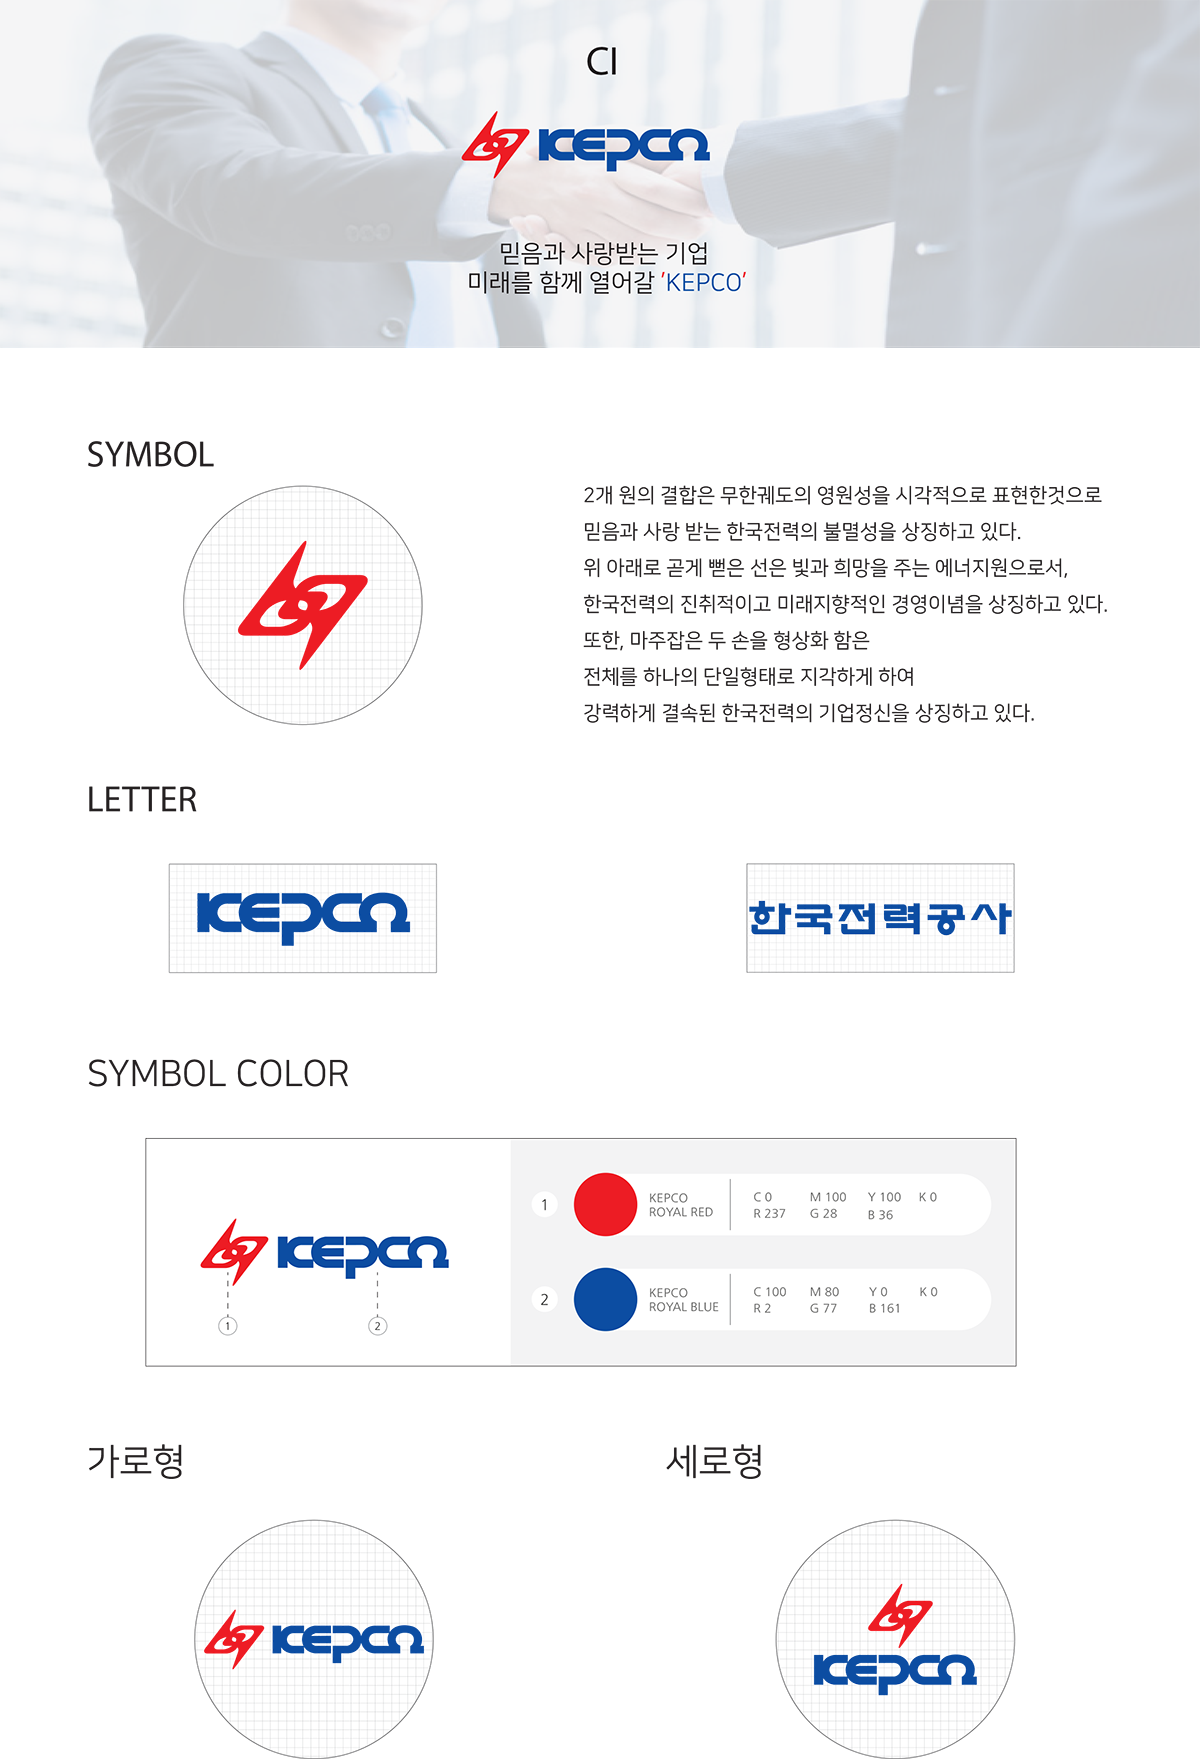 CI
KEPCO
믿음과 사랑받는 기업
미래를 함께 열어갈 'KEPCO'
SYMBOL
2개 원의 결합은 무한궤도의 영원성을 시각적으로 표현한것으로
믿음과 사랑 받는 한국전력의 불멸성을 상징하고 있다.
위 아래로 곧게 뻗은 선은 빛과 희망을 주는 에너지원으로서,
한국전력의 진취적이고 미래지향적인 경영이념을 상징하고 있다.
또한, 마주잡은 두 손을 형상화 함은
전체를 하나의 단일형태로 지각하게 하여
강력하게 결속된 한국전력의 기업정신을 상징하고 있다.
LETTER
KEPCO
한국전력공사
SYMBOL COLOR
KEPCO
1
2
1
KEPCO
ROYAL RED
C 0 M 100 Y 100 K 0
R 237 G 28 B 36
2
KEPCO
ROYAL BLUE
C 100 M 80 Y 0 K 0
R 2 G 77 B 161
가로형
세로형
KEPCO
KEPCO